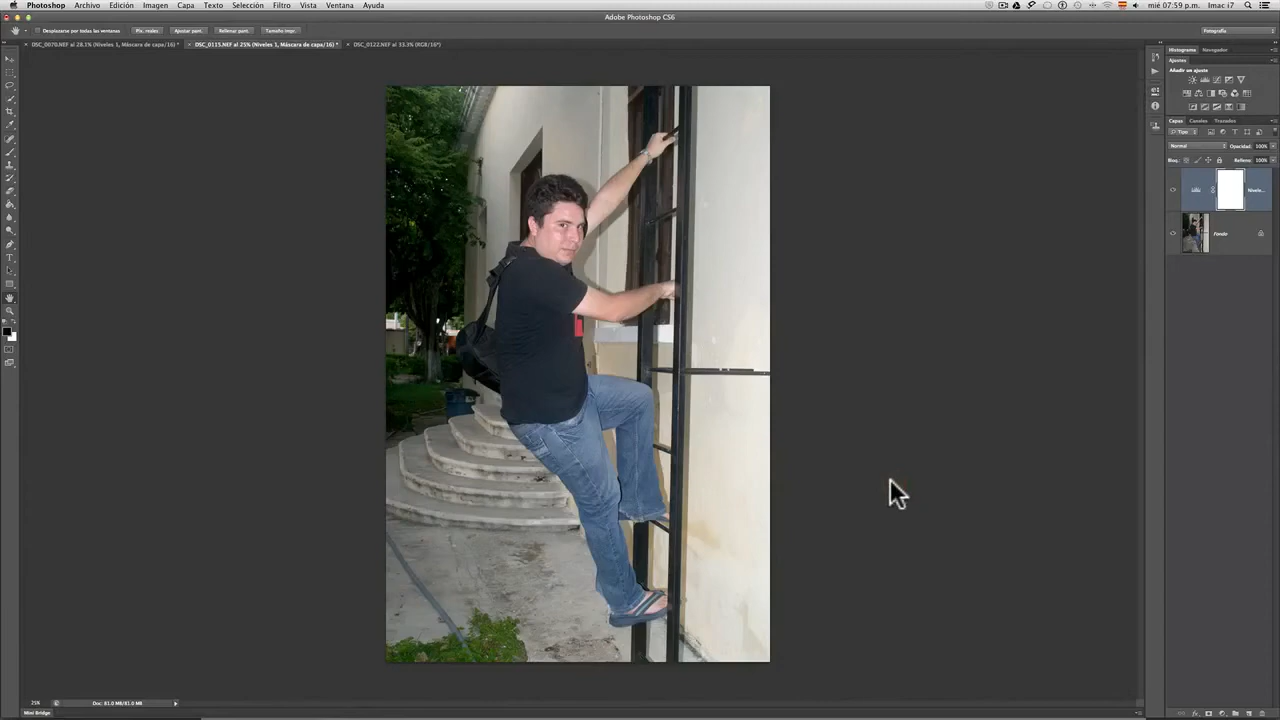 Photoshop Archivo Edición Imagen Capa Texto Selección Filtro Vista Ventana Ayuda
mié 07:59 p.m. Imac i7
Adobe Photoshop CS6
Desplazarse por todas las ventanas Píx. reales Ajustar pant. Rellenar pant. Tamaño impr.
Fotografía
DSC_0070.NEF al 28.1% (Niveles 1, Máscara de capa/16) *
DSC_0115.NEF al 25% (Niveles 1, Máscara de capa/16) *
DSC_0122.NEF al 33.3% (RGB/16*)
Histograma Navegador
Ajustes
Añadir un ajuste
Capas Canales Trazados
Tipo
Normal Opacidad: 100%
Bloq.: Relleno: 100%
Nivele...
Fondo
25% Doc: 81.0 MB/81.0 MB
Mini Bridge